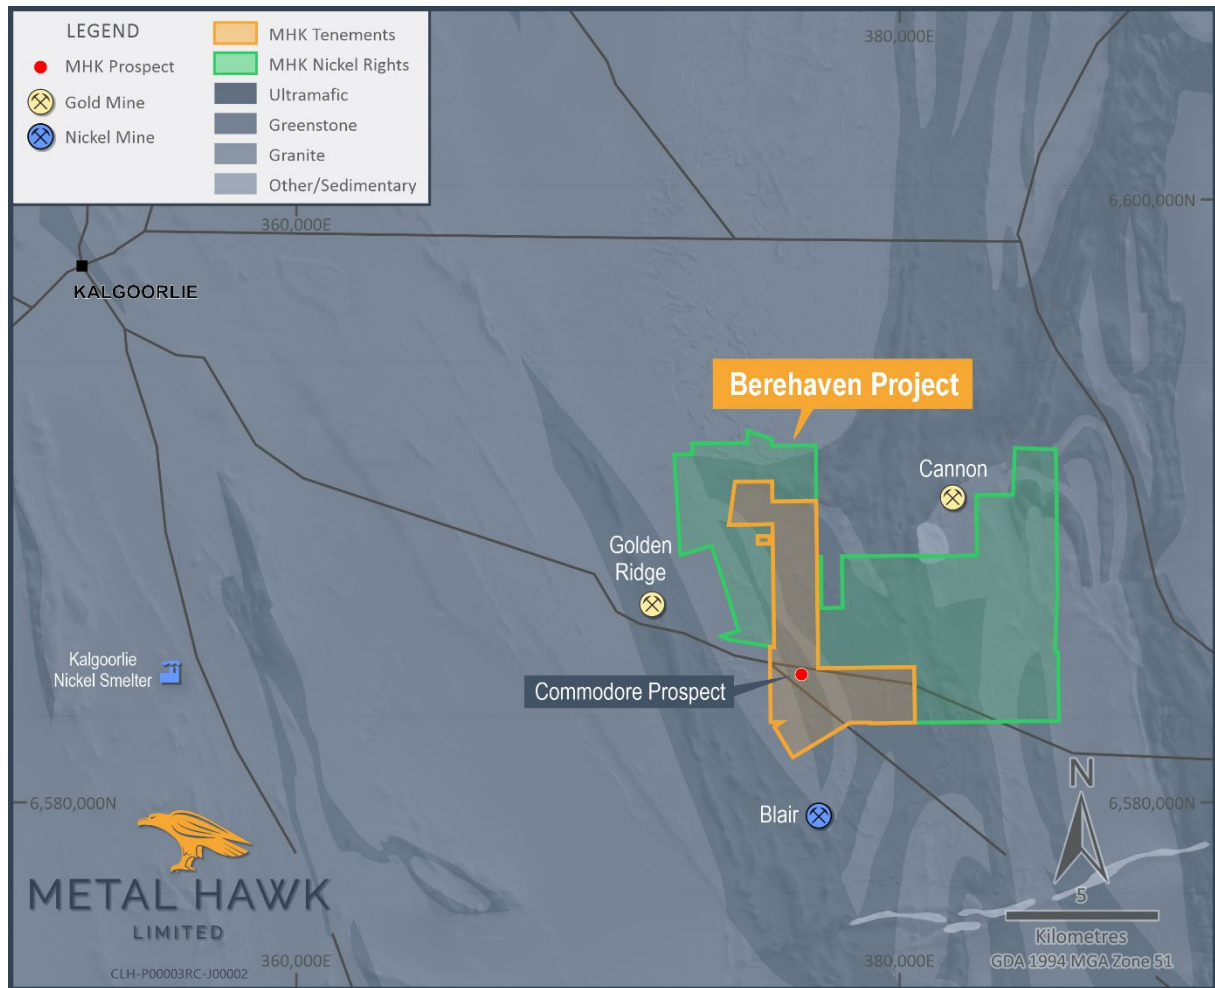 LEGEND
MHK Prospect
Gold Mine
Nickel Mine
MHK Tenements
MHK Nickel Rights
Ultramafic
Greenstone
Granite
Other/Sedimentary
380,000E
6,600,000N
360,000E
KALGOORLIE
Berehaven Project
Cannon
Golden
Ridge
Kalgoorlie
Nickel Smelter
Commodore Prospect
6,580,000N
6,580,000N
Blair
N
5
Kilometres
GDA 1994 MGA Zone 51
METAL HAWK
LIMITED
CLH-P00003RC-J00002
360,000E
380,000E